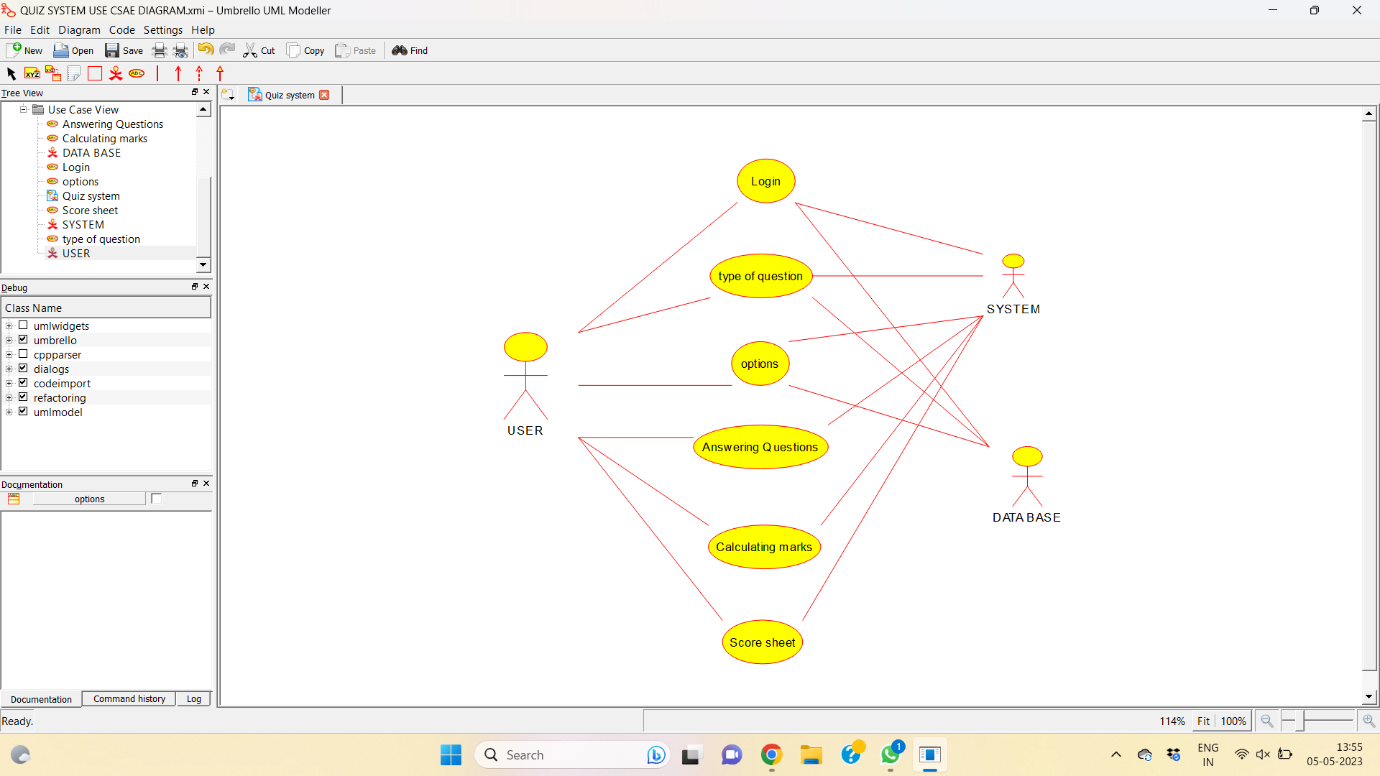 QUIZ SYSTEM USE CSAE DIAGRAM.xmi – Umbrello UML Modeller
File Edit Diagram Code Settings Help
New Open Save Cut Copy Paste Find
XYZ ABC
Tree View
Quiz system
Use Case View
Answering Questions
Calculating marks
DATA BASE
Login
options
Quiz system
Score sheet
SYSTEM
type of question
USER
Debug
Class Name
umlwidgets
umbrello
cppparser
dialogs
codeimport
refactoring
umlmodel
Documentation
options
Documentation Command history Log
Login
type of question
SYSTEM
options
USER
Answering Questions
DATA BASE
Calculating marks
Score sheet
Ready.
114% Fit 100%
Search
1
ENG
IN
13:55
05-05-2023